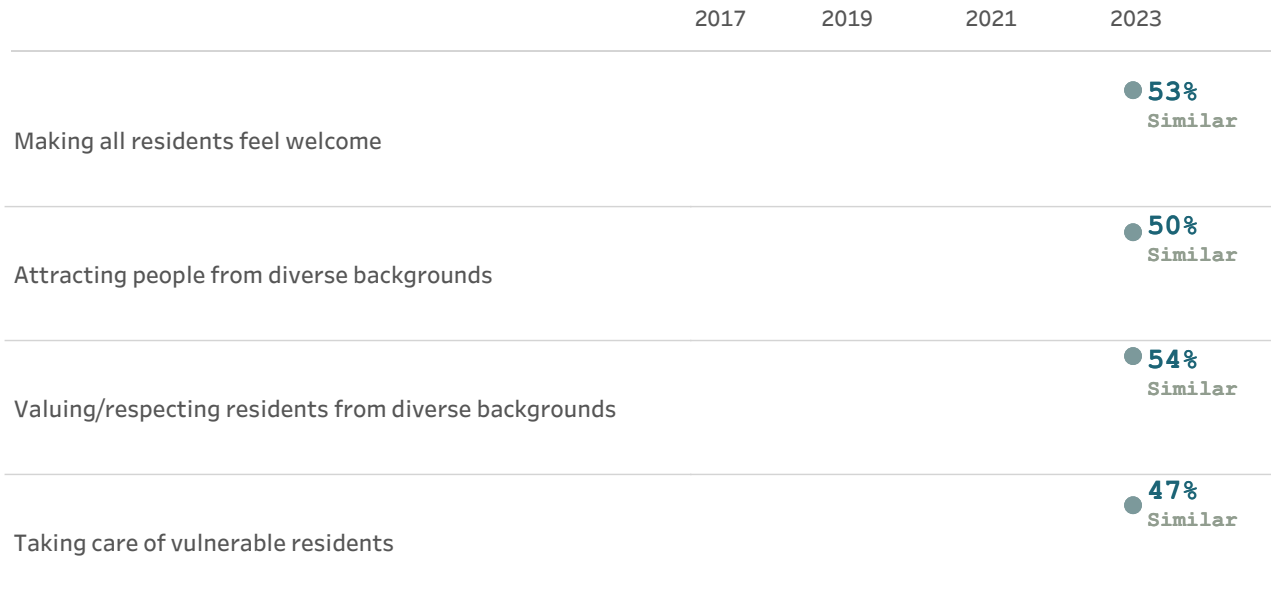 2017 2019 2021 2023
53%
Similar
Making all residents feel welcome
50%
Similar
Attracting people from diverse backgrounds
54%
Similar
Valuing/respecting residents from diverse backgrounds
47%
Similar
Taking care of vulnerable residents